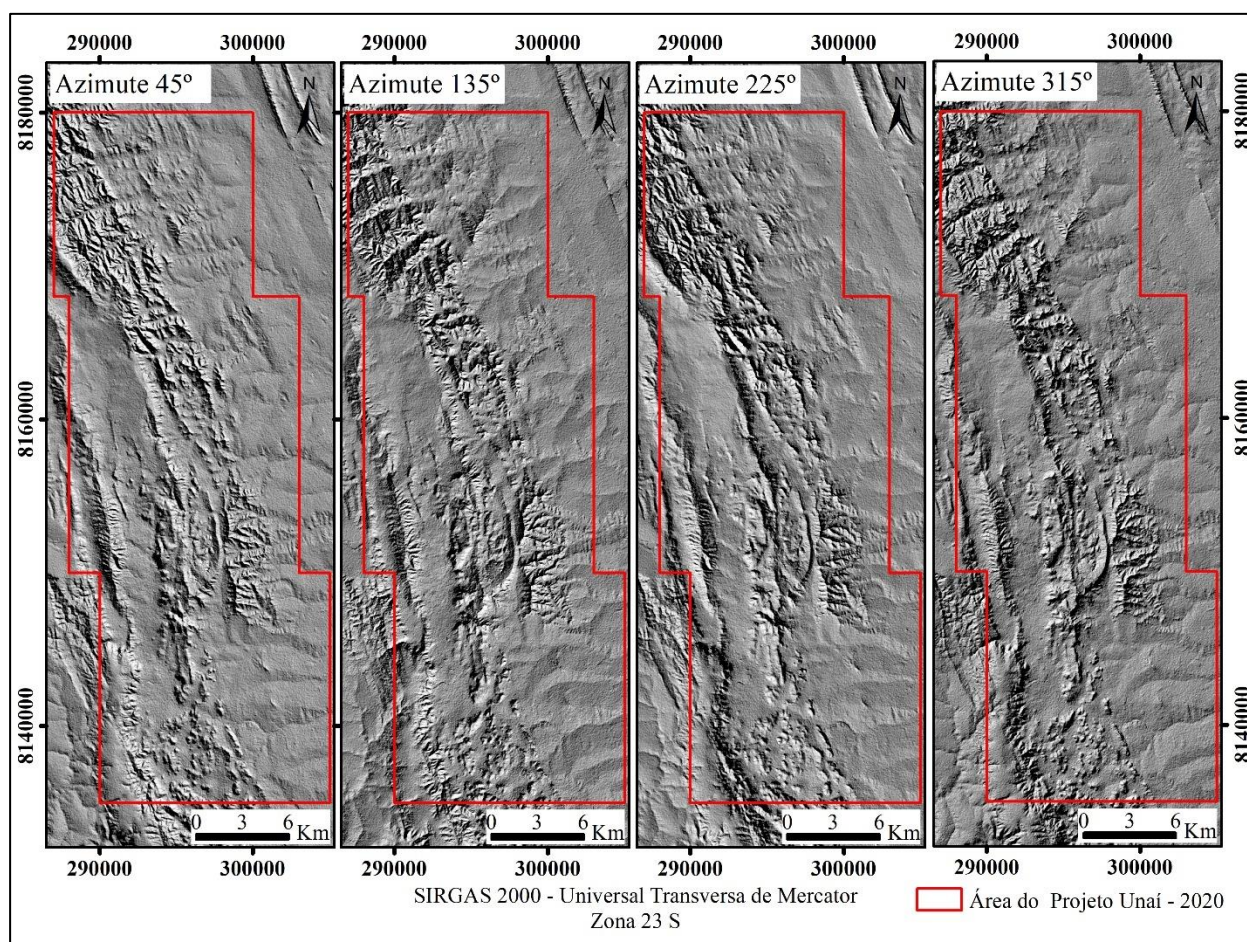 290000 300000 290000 300000 290000 300000 290000 300000
Azimute 45º Azimute 135º Azimute 225º Azimute 315º
N N N N
8180000 8180000
8160000 8160000
8140000 8140000
0 3 6 Km 0 3 6 Km 0 3 6 Km 0 3 6 Km
290000 300000 290000 300000 290000 300000 290000 300000
SIRGAS 2000 - Universal Transversa de Mercator
Zona 23 S
Área do Projeto Unaí - 2020